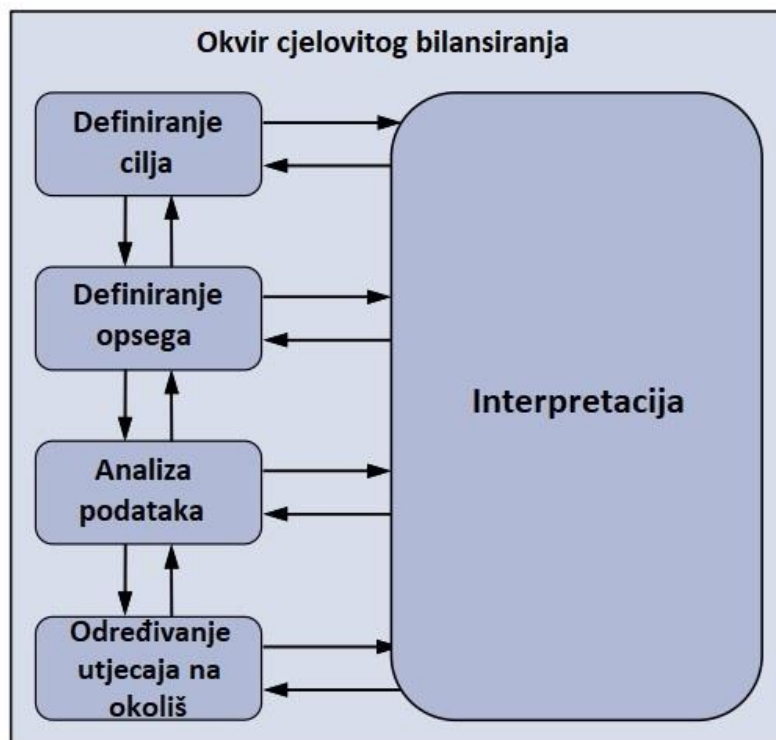 Okvir cjelovitog bilansiranja
Definiranje
cilja
Definiranje
opsega
Analiza
podataka
Određivanje
utjecaja na
okoliš
Interpretacija